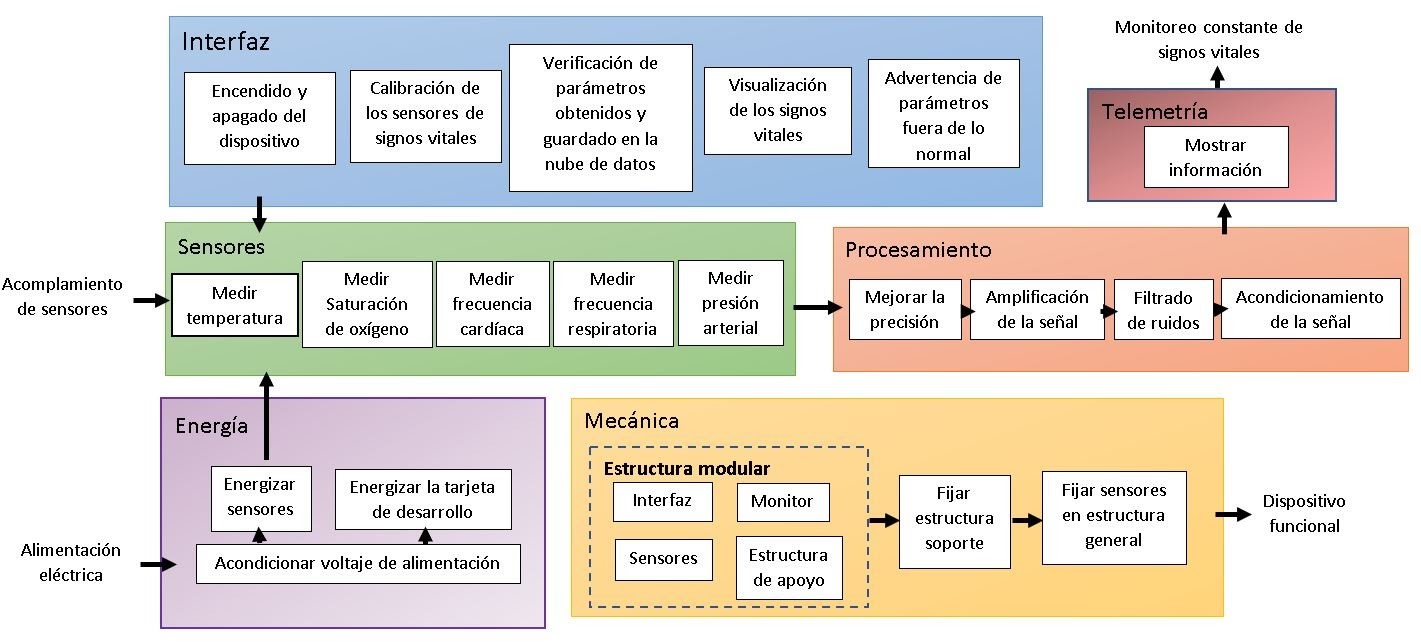 Interfaz
Encendido y
apagado del
dispositivo
Calibración de
los sensores de
signos vitales
Verificación de
parámetros
obtenidos y
guardado en la
nube de datos
Visualización
de los signos
vitales
Advertencia de
parámetros
fuera de lo
normal
Monitoreo constante de
signos vitales
Telemetría
Mostrar
información
Acomplamiento
de sensores
Sensores
Medir
temperatura
Medir
Saturación
de oxígeno
Medir
frecuencia
cardíaca
Medir
frecuencia
respiratoria
Medir
presión
arterial
Procesamiento
Mejorar la
precisión
Amplificación
de la señal
Filtrado
de ruidos
Acondicionamiento
de la señal
Alimentación
eléctrica
Energía
Energizar
sensores
Energizar la tarjeta
de desarrollo
Acondicionar voltaje de alimentación
Mecánica
Estructura modular
Interfaz
Monitor
Sensores
Estructura
de apoyo
Fijar
estructura
soporte
Fijar sensores
en estructura
general
Dispositivo
funcional